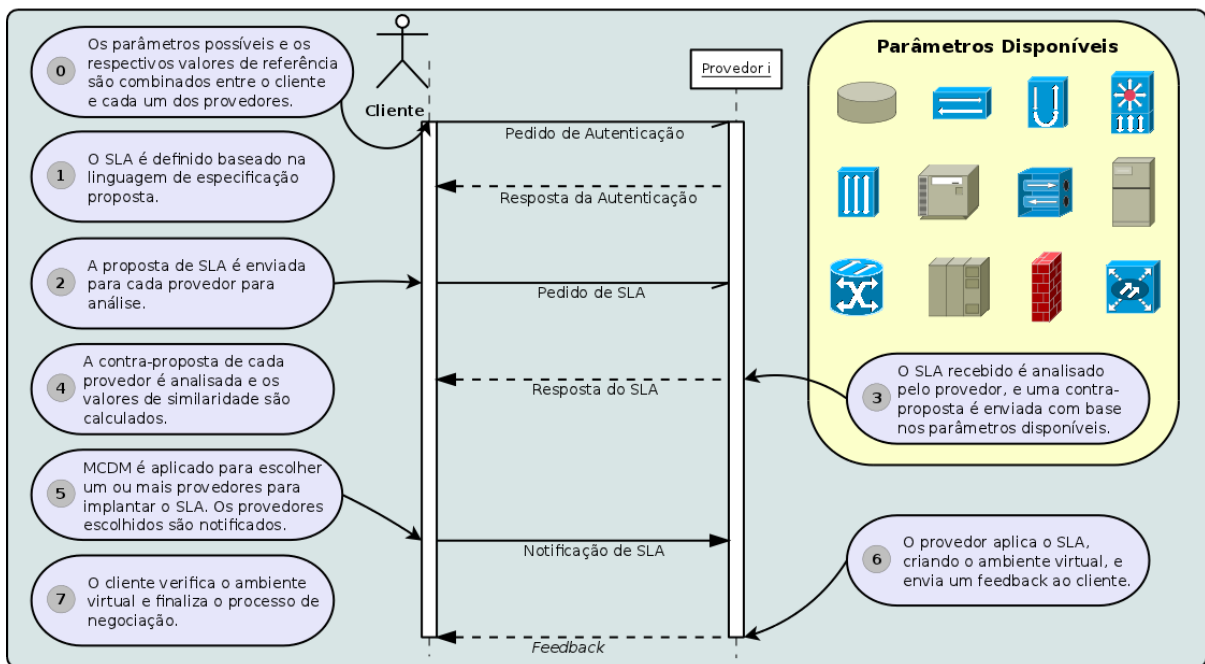 0
Os parâmetros possíveis e os
respectivos valores de referência
são combinados entre o cliente
e cada um dos provedores.
Cliente
Provedor i
Parâmetros Disponíveis
Pedido de Autenticação
1
O SLA é definido baseado na
linguagem de especificação
proposta.
Resposta da Autenticação
2
A proposta de SLA é enviada
para cada provedor para
análise.
Pedido de SLA
3
O SLA recebido é analisado
pelo provedor, e uma contra-
proposta é enviada com base
nos parâmetros disponíveis.
Resposta do SLA
4
A contra-proposta de cada
provedor é analisada e os
valores de similaridade são
calculados.
5
MCDM é aplicado para escolher
um ou mais provedores para
implantar o SLA. Os provedores
escolhidos são notificados.
Notificação de SLA
6
O provedor aplica o SLA,
criando o ambiente virtual, e
envia um feedback ao cliente.
7
O cliente verifica o ambiente
virtual e finaliza o processo de
negociação.
Feedback